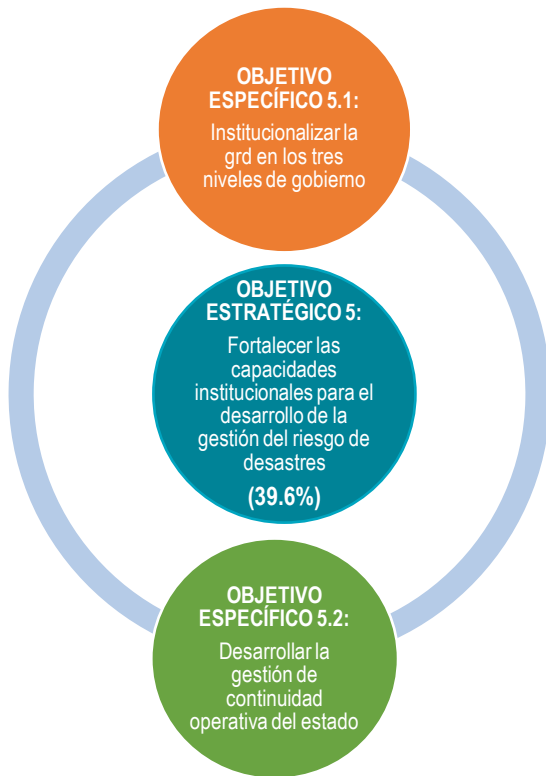 OBJETIVO
ESPECÍFICO 5.1:
Institucionalizar la
grd en los tres
niveles de gobierno
OBJETIVO
ESTRATÉGICO 5:
Fortalecer las
capacidades
institucionales para el
desarrollo de la
gestión del riesgo de
desastres
(39.6%)
OBJETIVO
ESPECÍFICO 5.2:
Desarrollar la
gestión de
continuidad
operativa del estado